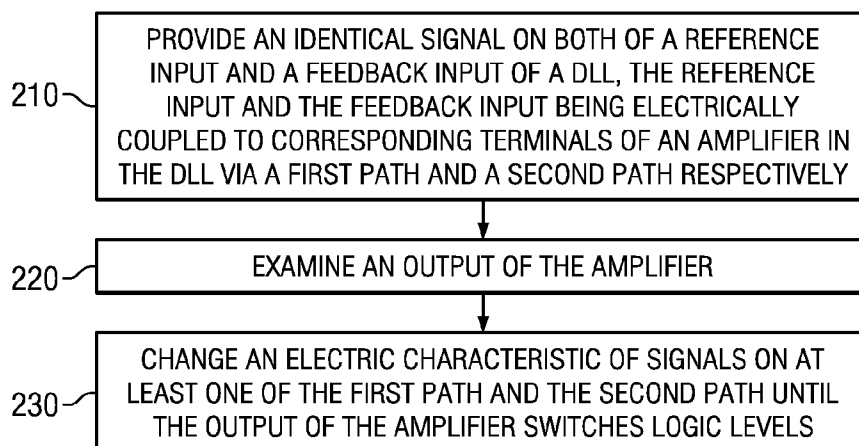 210
PROVIDE AN IDENTICAL SIGNAL ON BOTH OF A REFERENCE
INPUT AND A FEEDBACK INPUT OF A DLL, THE REFERENCE
INPUT AND THE FEEDBACK INPUT BEING ELECTRICALLY
COUPLED TO CORRESPONDING TERMINALS OF AN AMPLIFIER IN
THE DLL VIA A FIRST PATH AND A SECOND PATH RESPECTIVELY
220
EXAMINE AN OUTPUT OF THE AMPLIFIER
230
CHANGE AN ELECTRIC CHARACTERISTIC OF SIGNALS ON AT
LEAST ONE OF THE FIRST PATH AND THE SECOND PATH UNTIL
THE OUTPUT OF THE AMPLIFIER SWITCHES LOGIC LEVELS